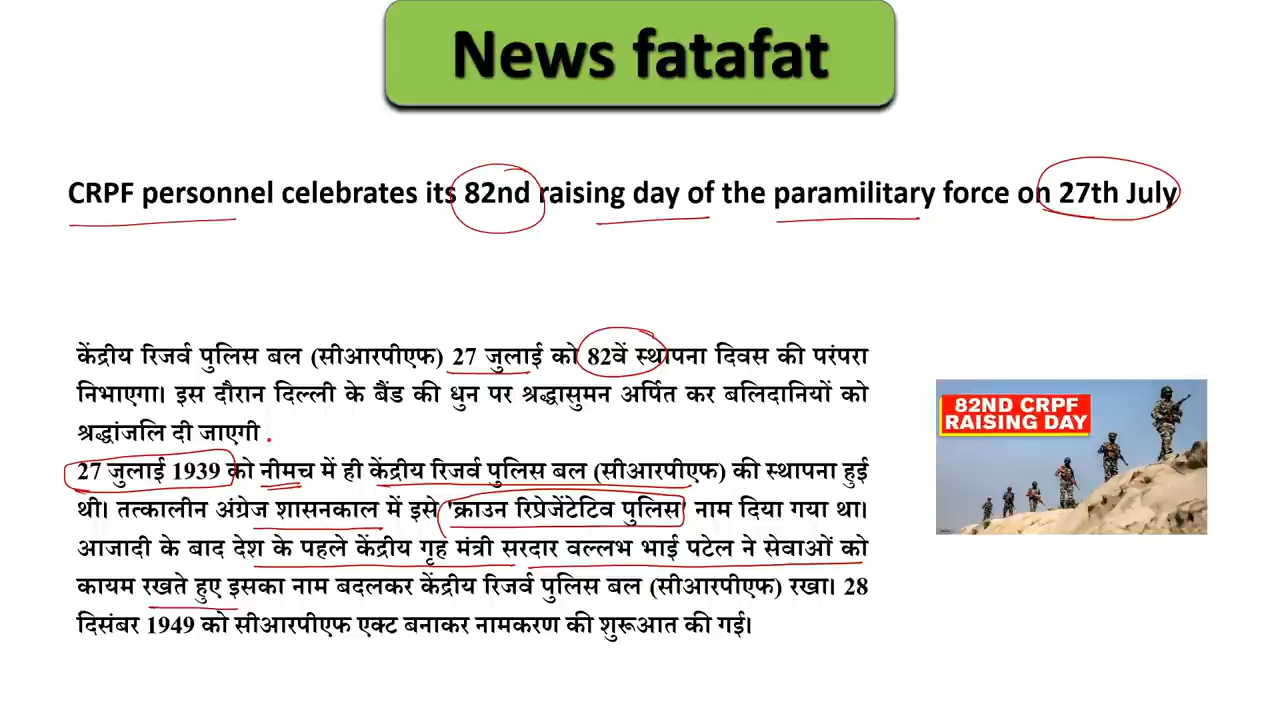 News fatafat
CRPF personnel celebrates its 82nd raising day of the paramilitary force on 27th July
केंद्रीय रिजर्व पुलिस बल (सीआरपीएफ) 27 जुलाई को 82वें स्थापना दिवस की परंपरा
निभाएगा। इस दौरान दिल्ली के बैंड की धुन पर श्रद्धासुमन अर्पित कर बलिदानियों को
श्रद्धांजलि दी जाएगी .
27 जुलाई 1939 को नीमच में ही केंद्रीय रिजर्व पुलिस बल (सीआरपीएफ) की स्थापना हुई
थी। तत्कालीन अंग्रेज शासनकाल में इसे 'क्राउन रिप्रेजेंटेटिव पुलिस' नाम दिया गया था।
आजादी के बाद देश के पहले केंद्रीय गृह मंत्री सरदार वल्लभ भाई पटेल ने सेवाओं को
कायम रखते हुए इसका नाम बदलकर केंद्रीय रिजर्व पुलिस बल (सीआरपीएफ) रखा। 28
दिसंबर 1949 को सीआरपीएफ एक्ट बनाकर नामकरण की शुरूआत की गई।
82ND CRPF
RAISING DAY